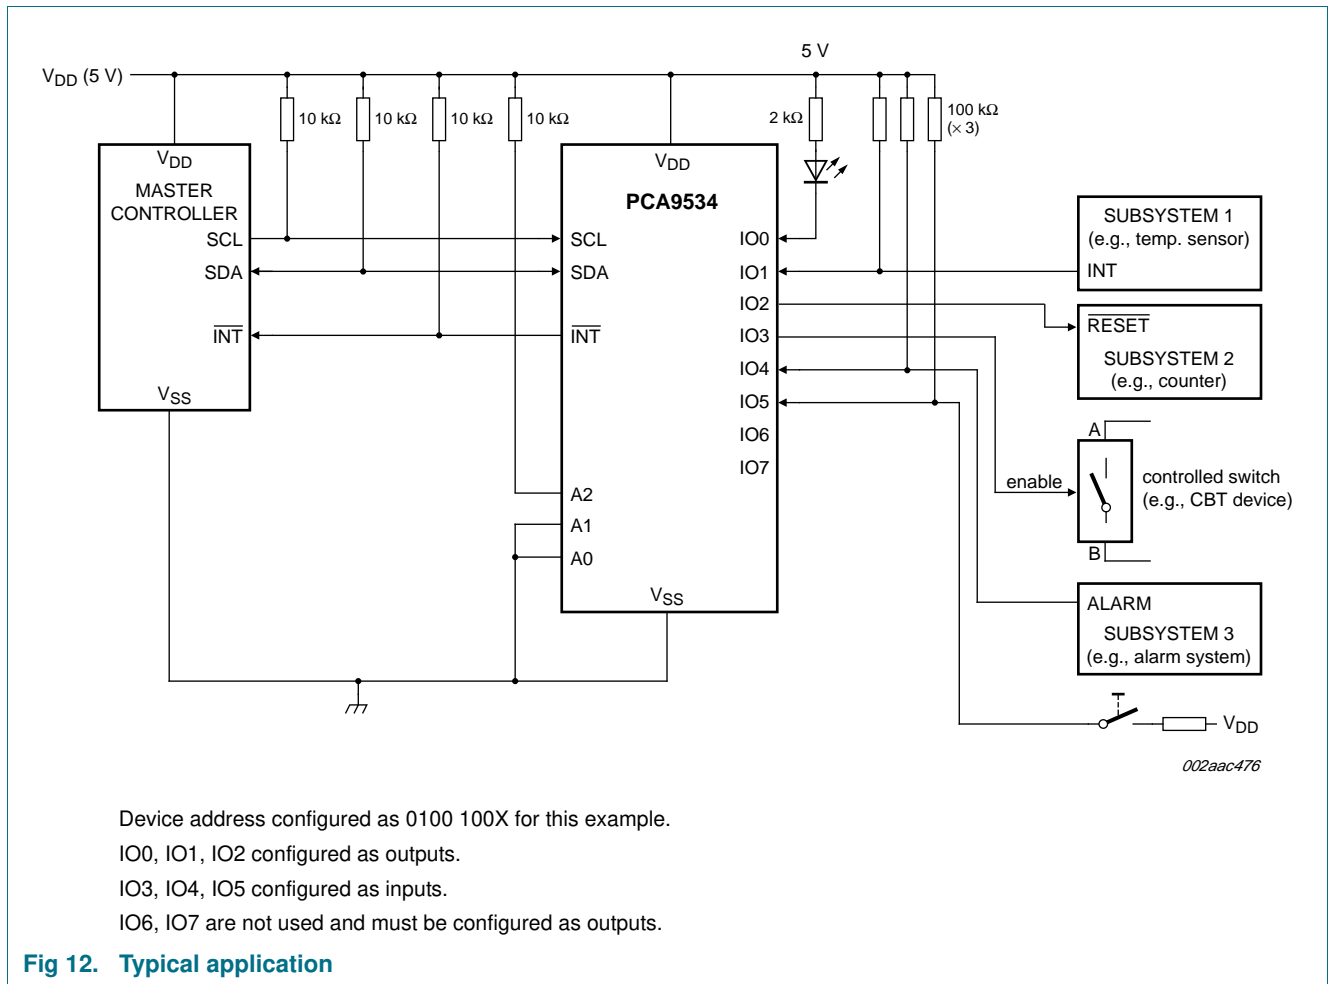 5 V
VDD (5 V)
10 kΩ
10 kΩ
10 kΩ
10 kΩ
2 kΩ
100 kΩ
(× 3)
VDD
MASTER
CONTROLLER
SCL
SDA
INT
VSS
VDD
PCA9534
SCL
SDA
INT
A2
A1
A0
VSS
IO0
IO1
IO2
IO3
IO4
IO5
IO6
IO7
SUBSYSTEM 1
(e.g., temp. sensor)
INT
RESET
SUBSYSTEM 2
(e.g., counter)
A
enable
B
controlled switch
(e.g., CBT device)
ALARM
SUBSYSTEM 3
(e.g., alarm system)
VDD
002aac476
Device address configured as 0100 100X for this example.
IO0, IO1, IO2 configured as outputs.
IO3, IO4, IO5 configured as inputs.
IO6, IO7 are not used and must be configured as outputs.
Fig 12. Typical application